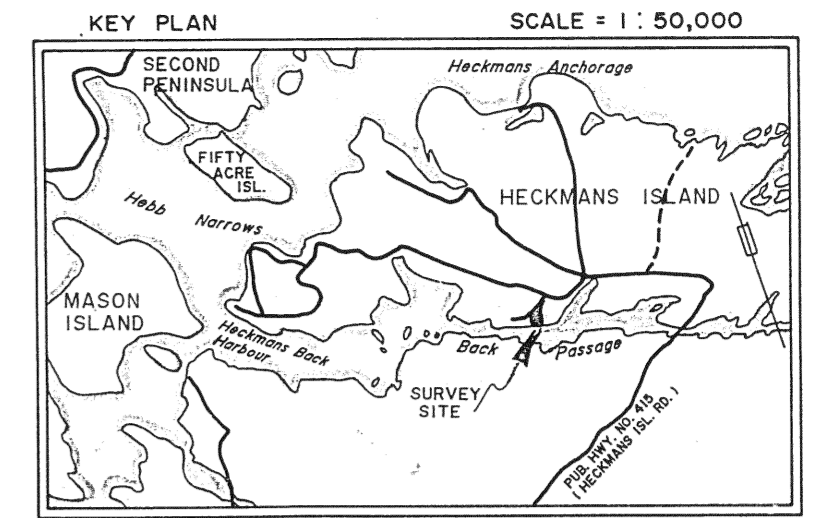 KEY PLAN
SCALE = 1 : 50,000
SECOND
PENINSULA
Heckmans Anchorage
FIFTY
ACRE
ISL.
HECKMANS ISLAND
Hebb Narrows
MASON
ISLAND
Heckmans Back
Harbour
Back Passage
SURVEY
SITE
PUB. HWY. NO. 415
( HECKMANS ISL. RD. )